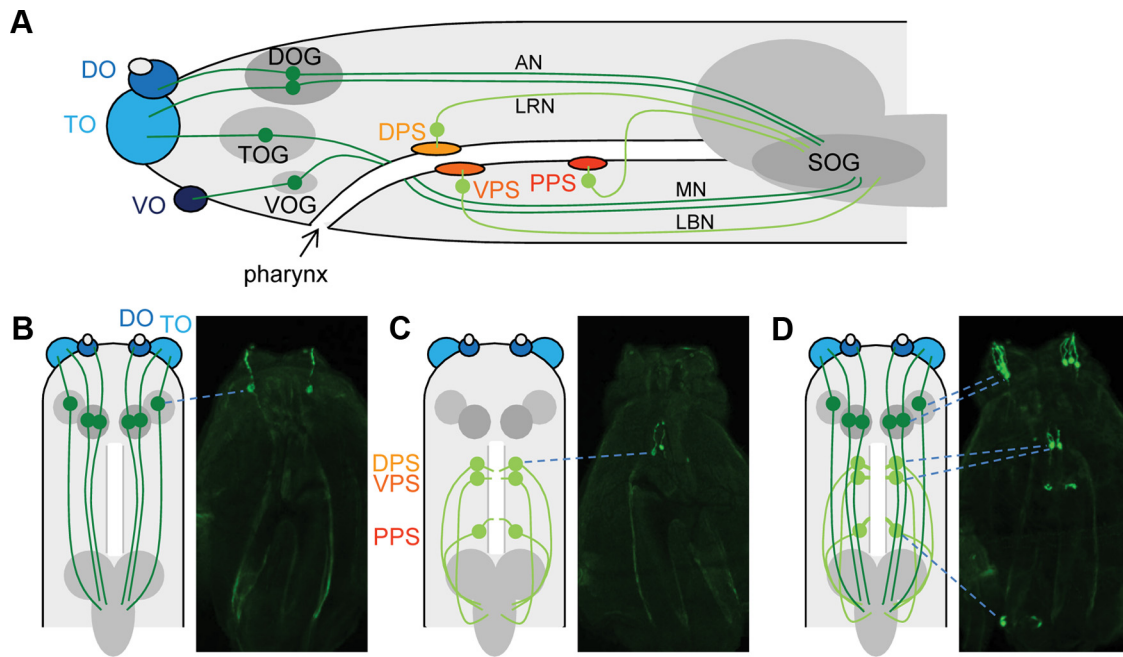 A
DOG
DO
AN
LRN
TO
DPS
TOG
SOG
VPS
PPS
MN
VO
VOG
LBN
pharynx
B
DO TO
C
D
DPS
VPS
PPS